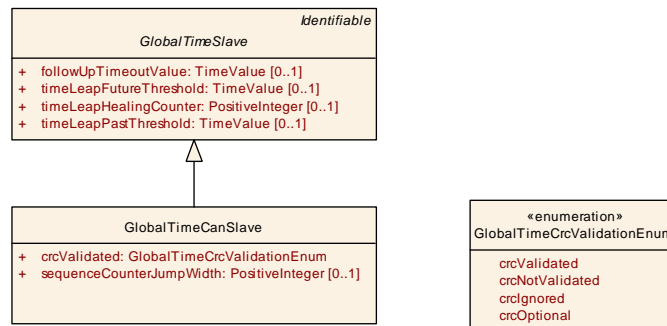 Identifiable
GlobalTimeSlave
+ followUpTimeoutValue: TimeValue [0..1]
+ timeLeapFutureThreshold: TimeValue [0..1]
+ timeLeapHealingCounter: PositiveInteger [0..1]
+ timeLeapPastThreshold: TimeValue [0..1]
GlobalTimeCanSlave
+ crcValidated: GlobalTimeCrcValidationEnum
+ sequenceCounterJumpWidth: PositiveInteger [0..1]
«enumeration»
GlobalTimeCrcValidationEnum
crcValidated
crcNotValidated
crcIgnored
crcOptional